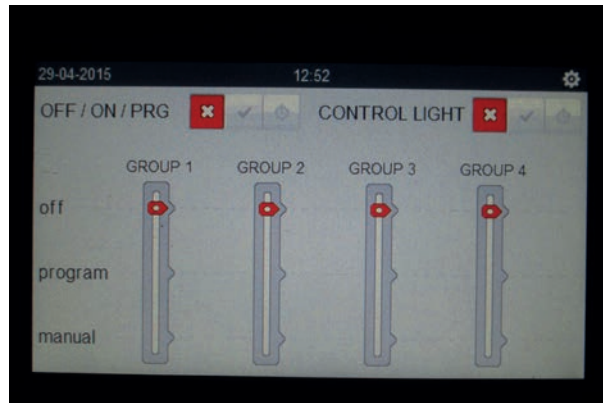 29-04-2015 12:52
OFF / ON / PRG CONTROL LIGHT
GROUP 1 GROUP 2 GROUP 3 GROUP 4
off
program
manual